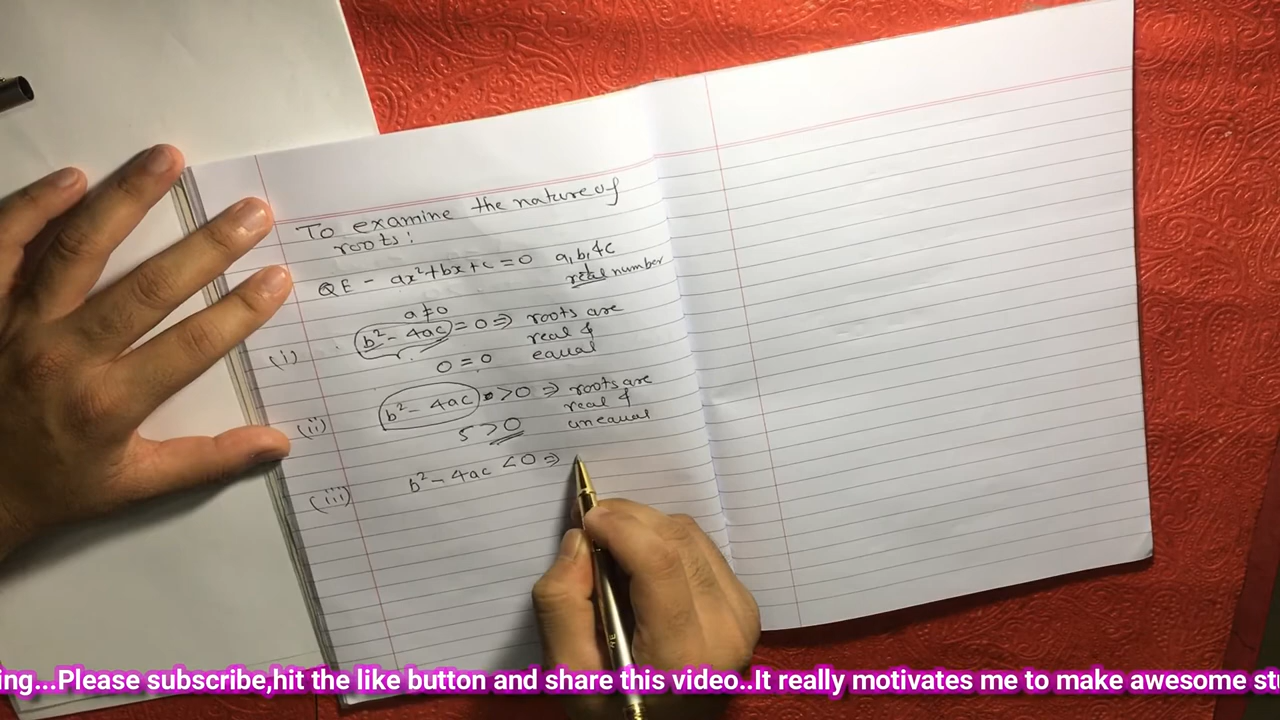 To examine the nature of
roots:
QE - ax²+bx+c=0 a,b,&c
real number
a≠0
(i) b²-4ac=0 ⇒ roots are
real &
0=0 equal
(ii) b²-4ac>0 ⇒ roots are
real &
5>0 unequal
(iii) b²-4ac<0 ⇒
ing...Please subscribe,hit the like button and share this video..It really motivates me to make awesome stu